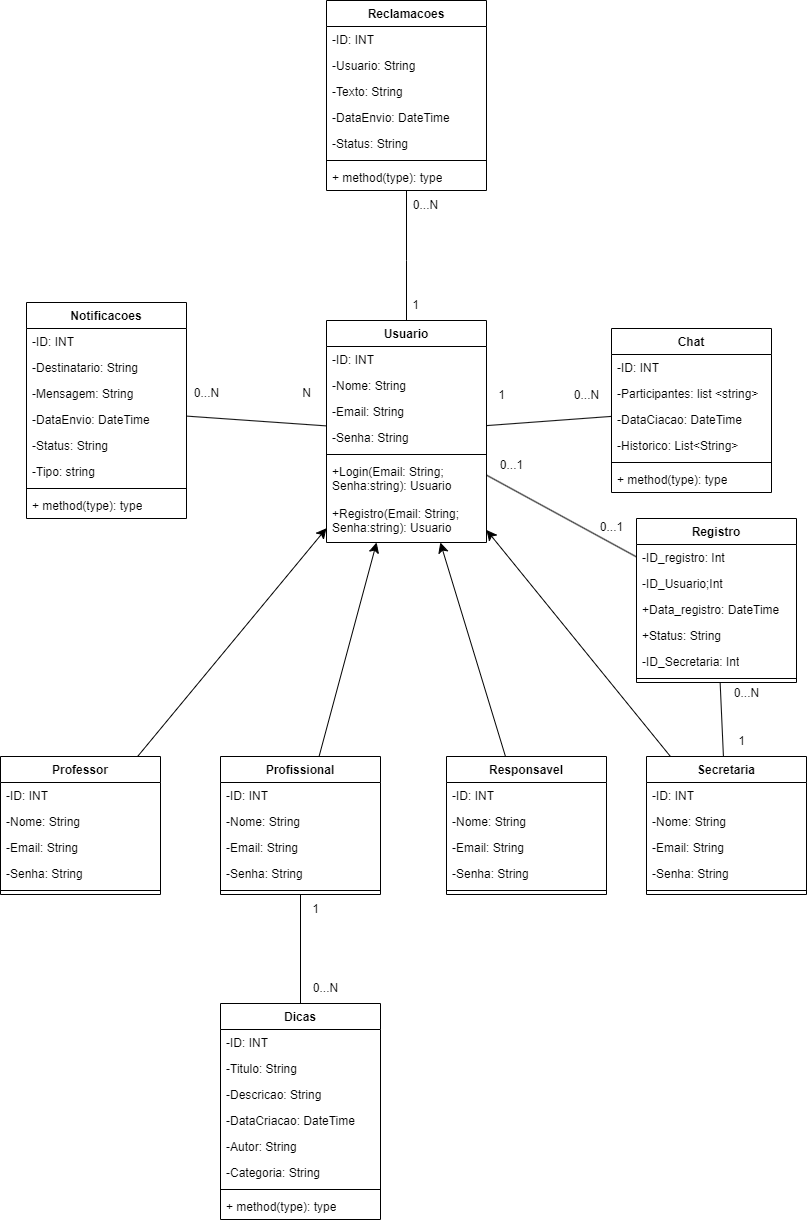 Reclamacoes
-ID: INT
-Usuario: String
-Texto: String
-DataEnvio: DateTime
-Status: String
+ method(type): type
0...N
1
Notificacoes
-ID: INT
-Destinatario: String
-Mensagem: String
-DataEnvio: DateTime
-Status: String
-Tipo: string
+ method(type): type
0...N
N
Usuario
-ID: INT
-Nome: String
-Email: String
-Senha: String
+Login(Email: String;
Senha:string): Usuario
+Registro(Email: String;
Senha:string): Usuario
1
0...N
Chat
-ID: INT
-Participantes: list <string>
-DataCiacao: DateTime
-Historico: List<String>
+ method(type): type
0...1
0...1
Registro
-ID_registro: Int
-ID_Usuario;Int
+Data_registro: DateTime
+Status: String
-ID_Secretaria: Int
0...N
1
Professor
-ID: INT
-Nome: String
-Email: String
-Senha: String
Profissional
-ID: INT
-Nome: String
-Email: String
-Senha: String
Responsavel
-ID: INT
-Nome: String
-Email: String
-Senha: String
Secretaria
-ID: INT
-Nome: String
-Email: String
-Senha: String
1
0...N
Dicas
-ID: INT
-Titulo: String
-Descricao: String
-DataCriacao: DateTime
-Autor: String
-Categoria: String
+ method(type): type